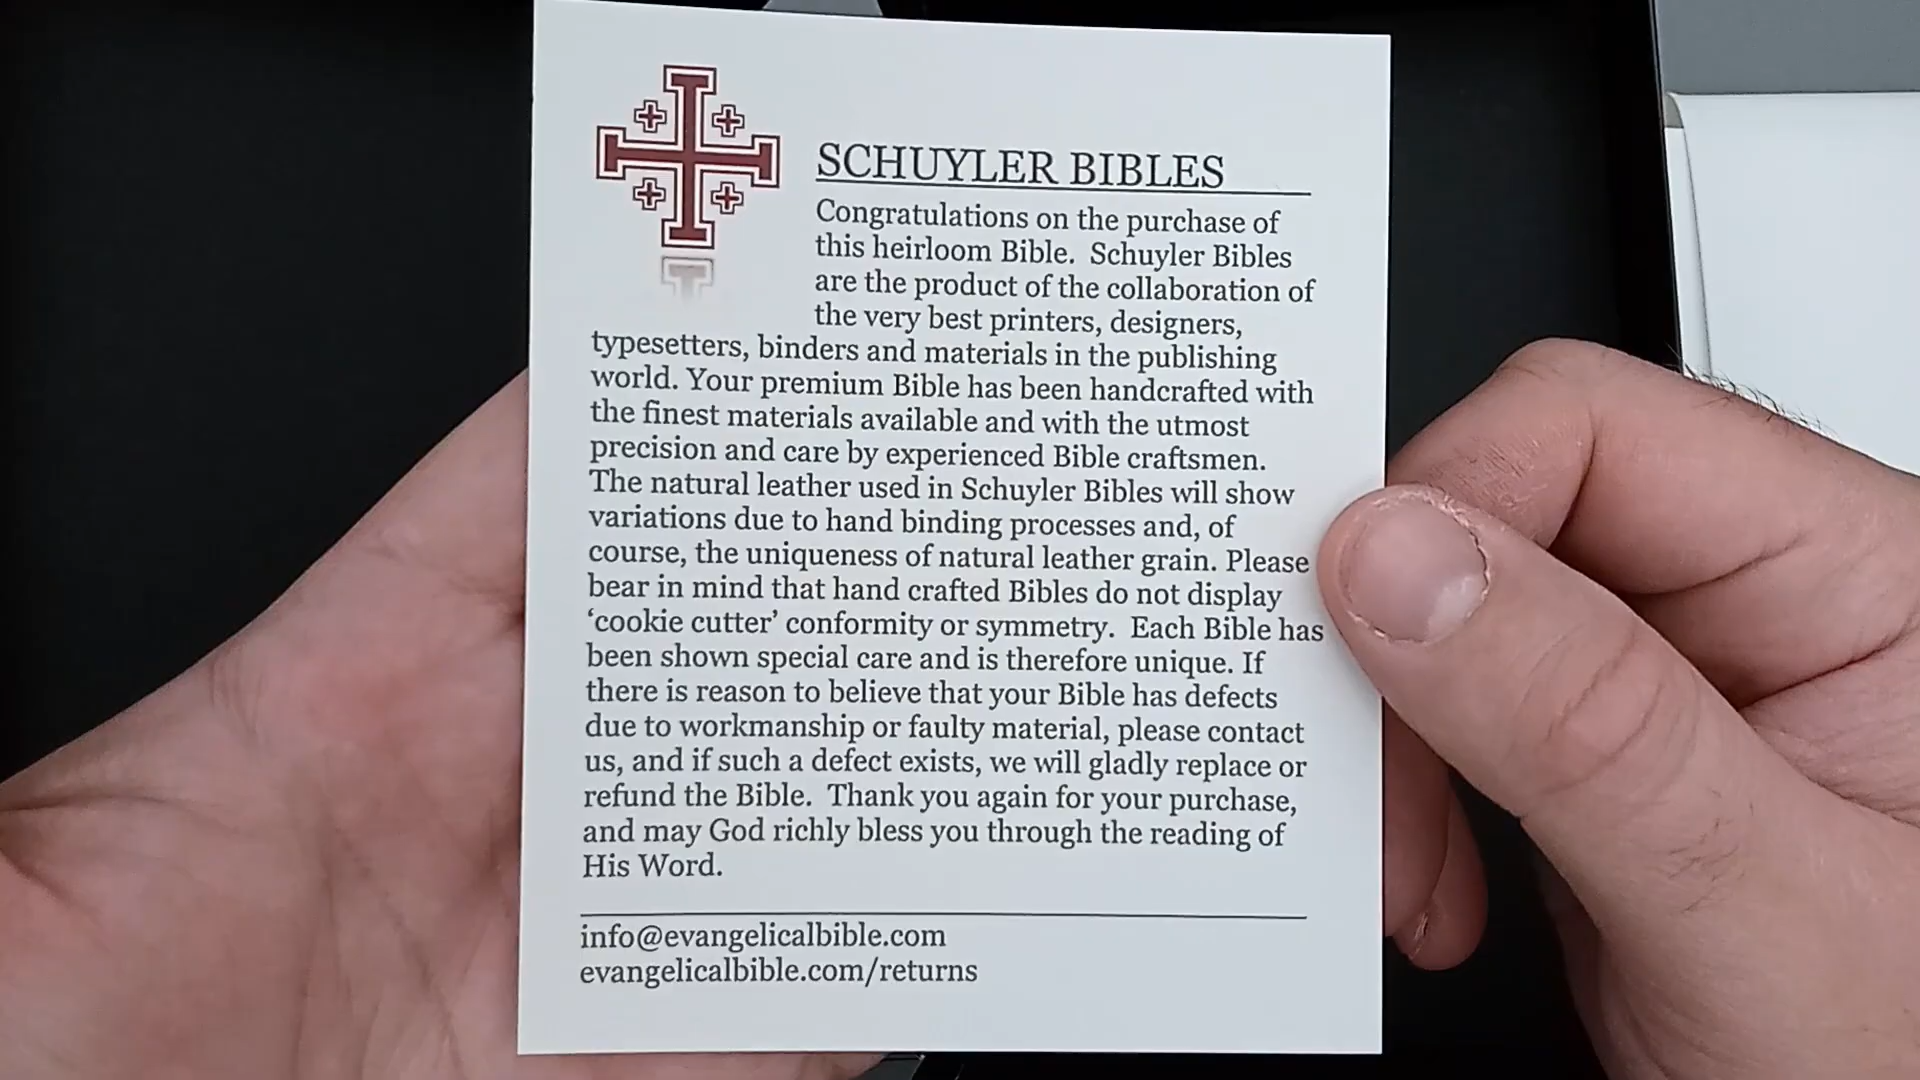 SCHUYLER BIBLES
Congratulations on the purchase of
this heirloom Bible.  Schuyler Bibles
are the product of the collaboration of
the very best printers, designers,
typesetters, binders and materials in the publishing
world. Your premium Bible has been handcrafted with
the finest materials available and with the utmost
precision and care by experienced Bible craftsmen.
The natural leather used in Schuyler Bibles will show
variations due to hand binding processes and, of
course, the uniqueness of natural leather grain. Please
bear in mind that hand crafted Bibles do not display
‘cookie cutter’ conformity or symmetry.  Each Bible has
been shown special care and is therefore unique. If
there is reason to believe that your Bible has defects
due to workmanship or faulty material, please contact
us, and if such a defect exists, we will gladly replace or
refund the Bible.  Thank you again for your purchase,
and may God richly bless you through the reading of
His Word.
info@evangelicalbible.com
evangelicalbible.com/returns